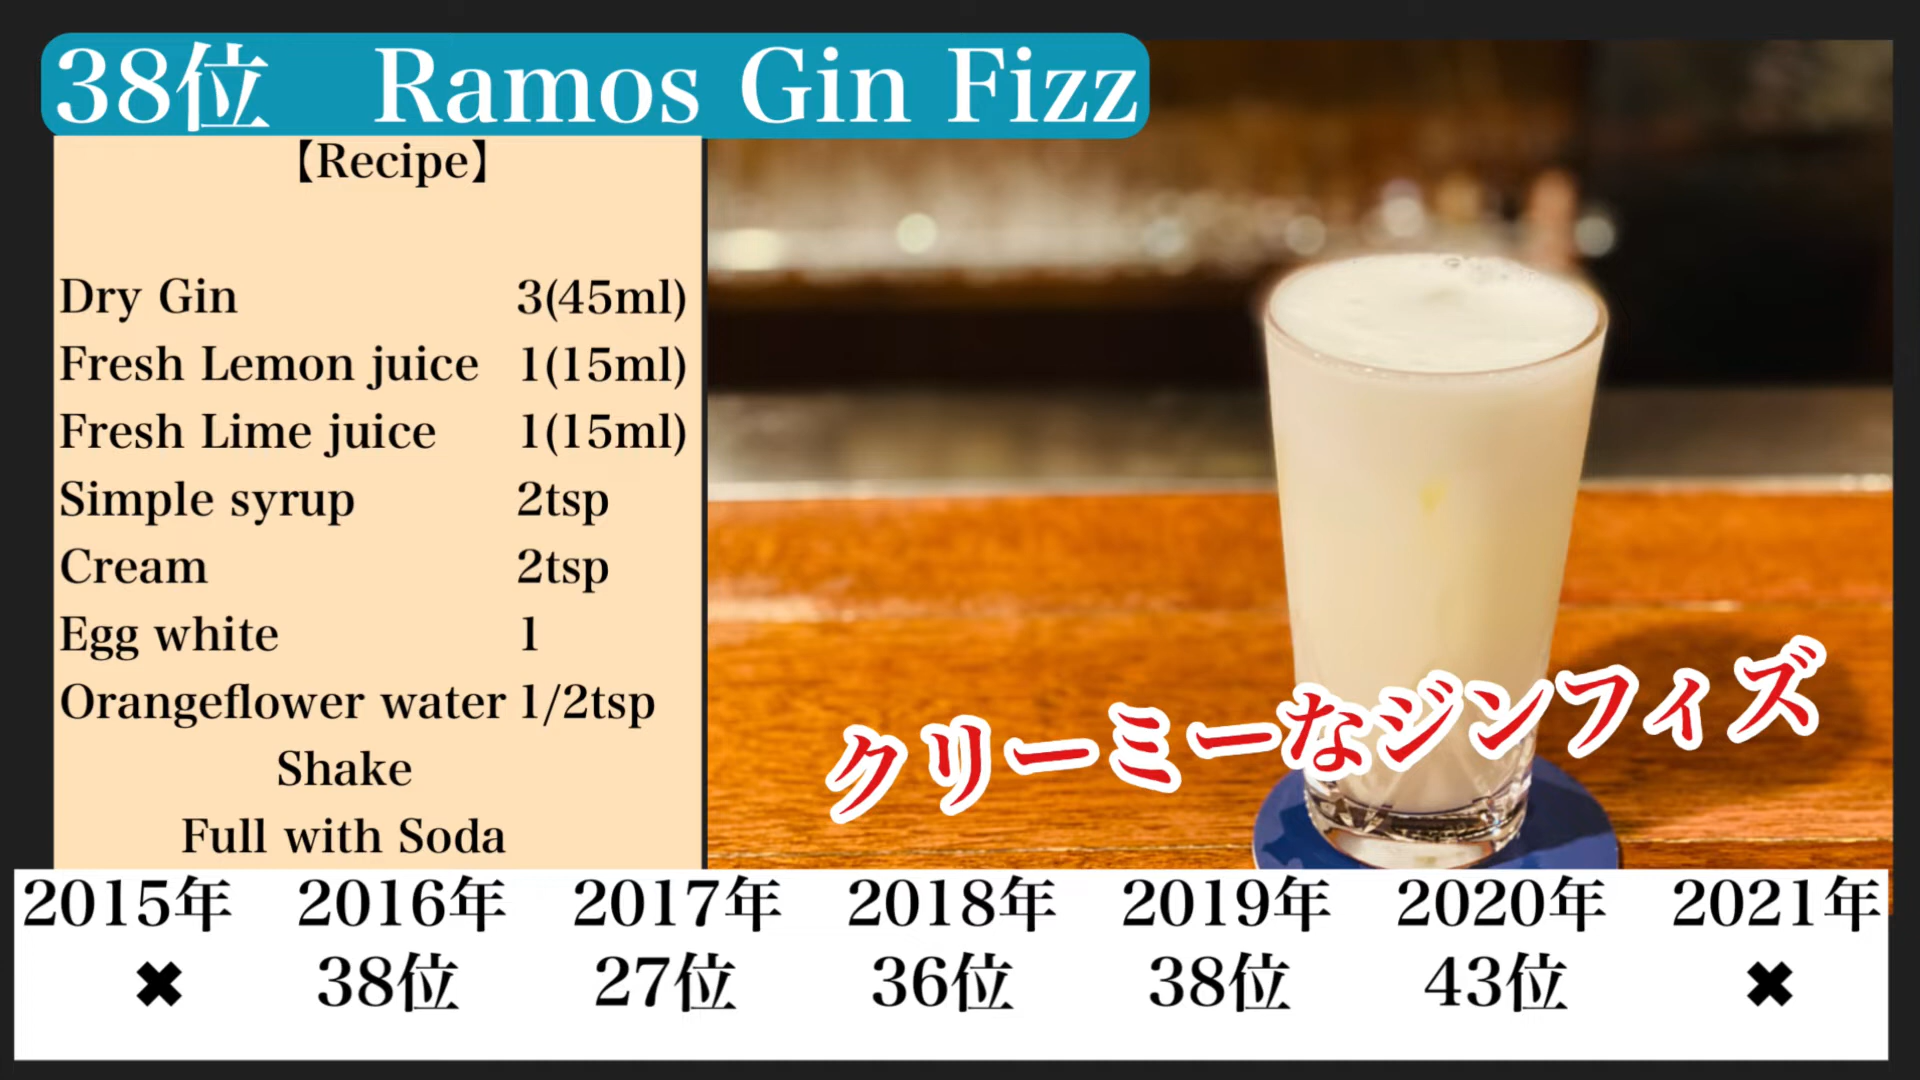 38位 Ramos Gin Fizz
【Recipe】
Dry Gin 3(45ml)
Fresh Lemon juice 1(15ml)
Fresh Lime juice 1(15ml)
Simple syrup 2tsp
Cream 2tsp
Egg white 1
Orangeflower water 1/2tsp
Shake
Full with Soda
クリーミーなジンフィズ
2015年 2016年 2017年 2018年 2019年 2020年 2021年
✖ 38位 27位 36位 38位 43位 ✖